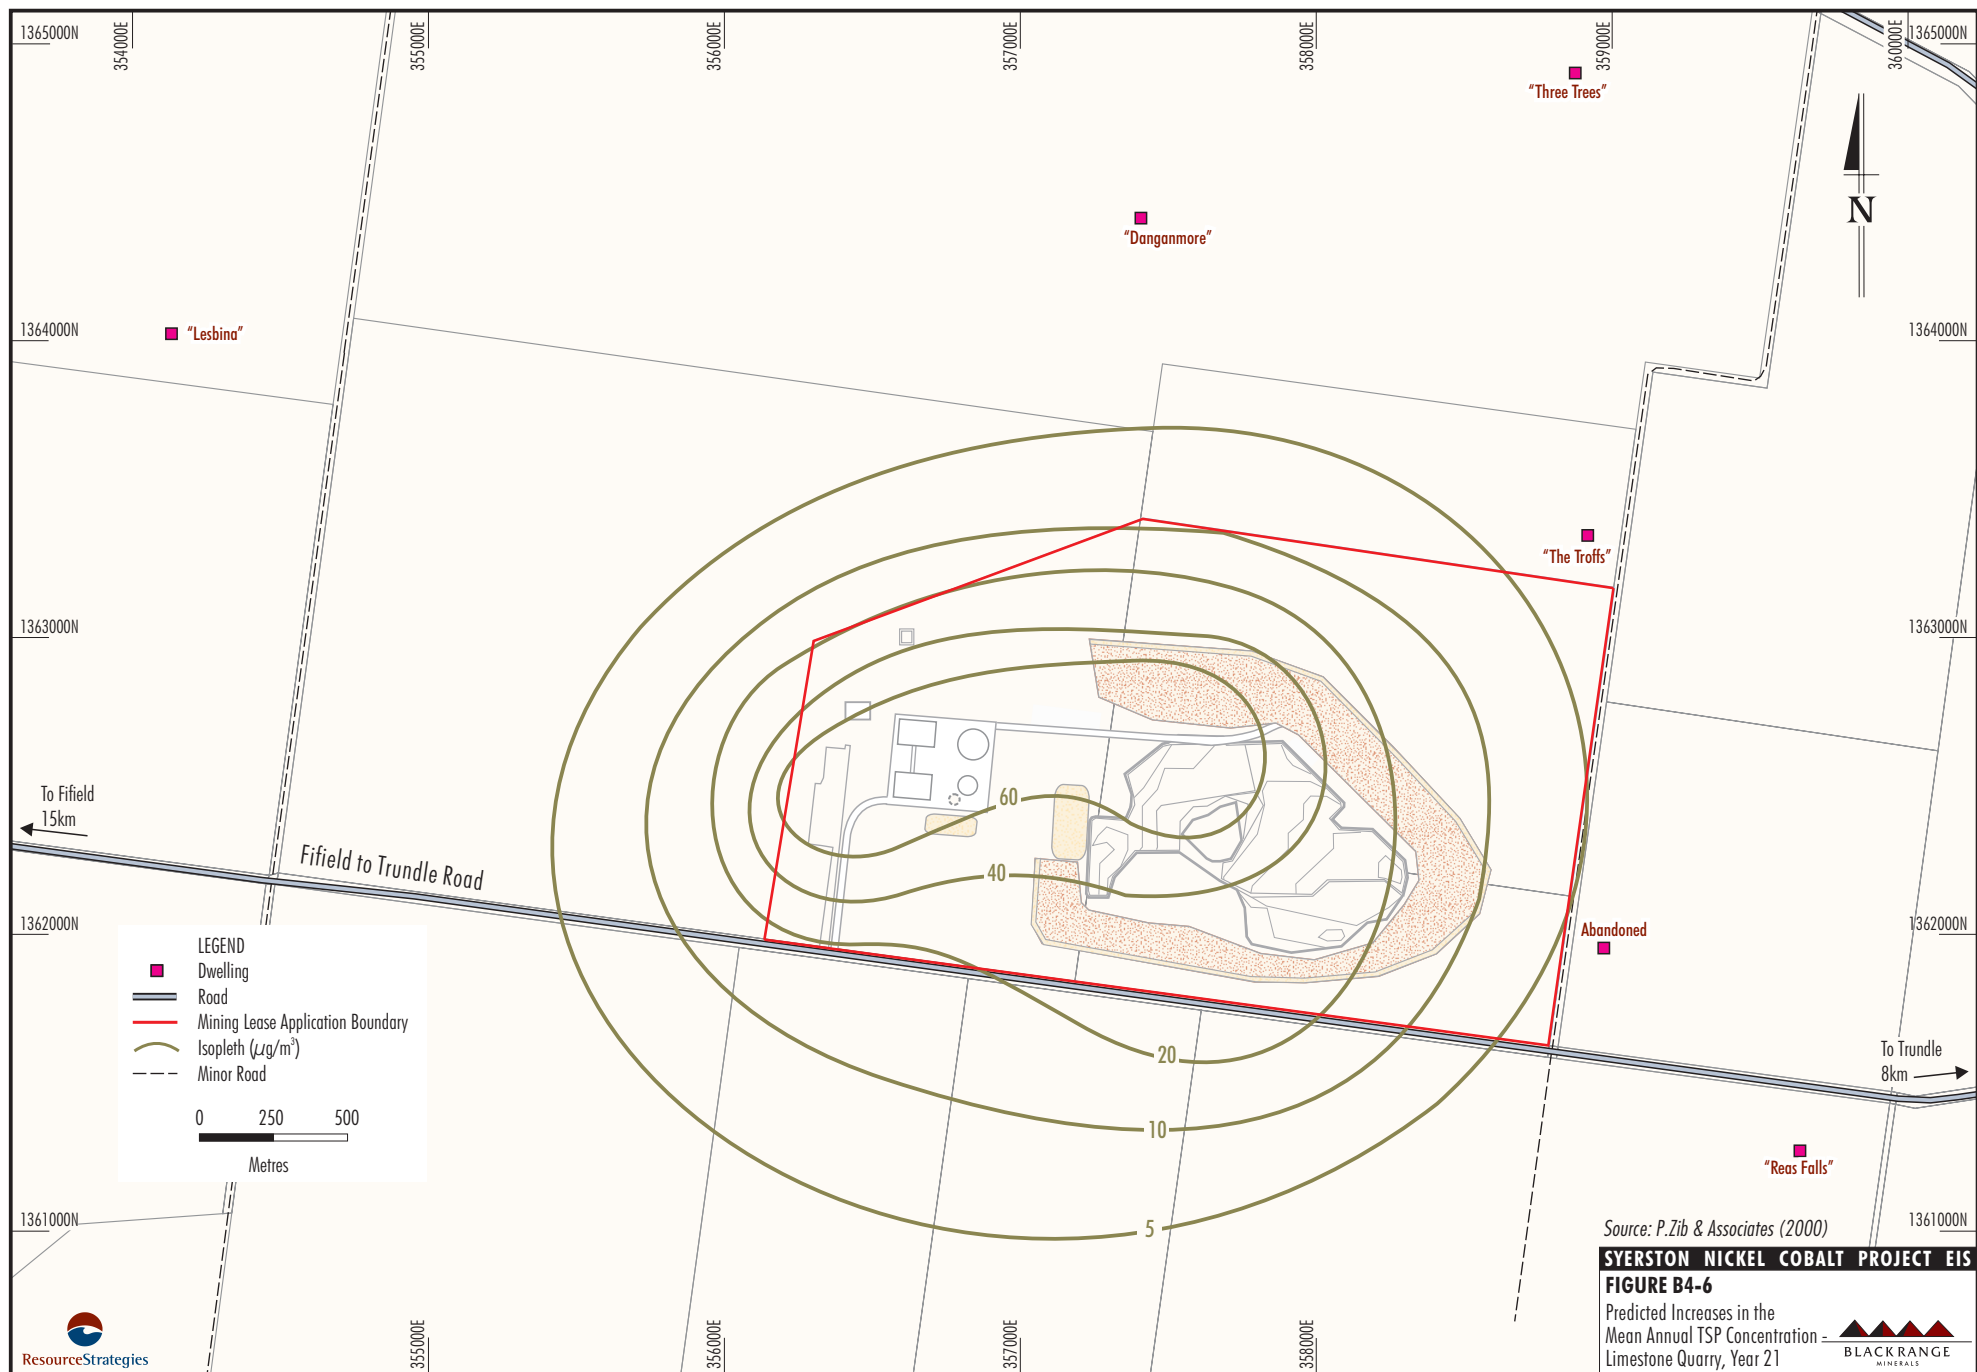 354000E
355000E
356000E
357000E
358000E
359000E
360000E
1365000N
1365000N
"Three Trees"
N
"Danganmore"
1364000N
"Lesbina"
1364000N
"The Troffs"
1363000N
1363000N
To Fifield
15km
Fifield to Trundle Road
60
40
20
10
5
1362000N
1362000N
Abandoned
LEGEND
Dwelling
Road
Mining Lease Application Boundary
Isopleth (µg/m³)
Minor Road
0 250 500
Metres
To Trundle
8km
"Reas Falls"
1361000N
1361000N
Source: P.Zib & Associates (2000)
SYERSTON NICKEL COBALT PROJECT EIS
FIGURE B4-6
Predicted Increases in the
Mean Annual TSP Concentration -
Limestone Quarry, Year 21
BLACK RANGE
MINERALS
ResourceStrategies
355000E
356000E
357000E
358000E